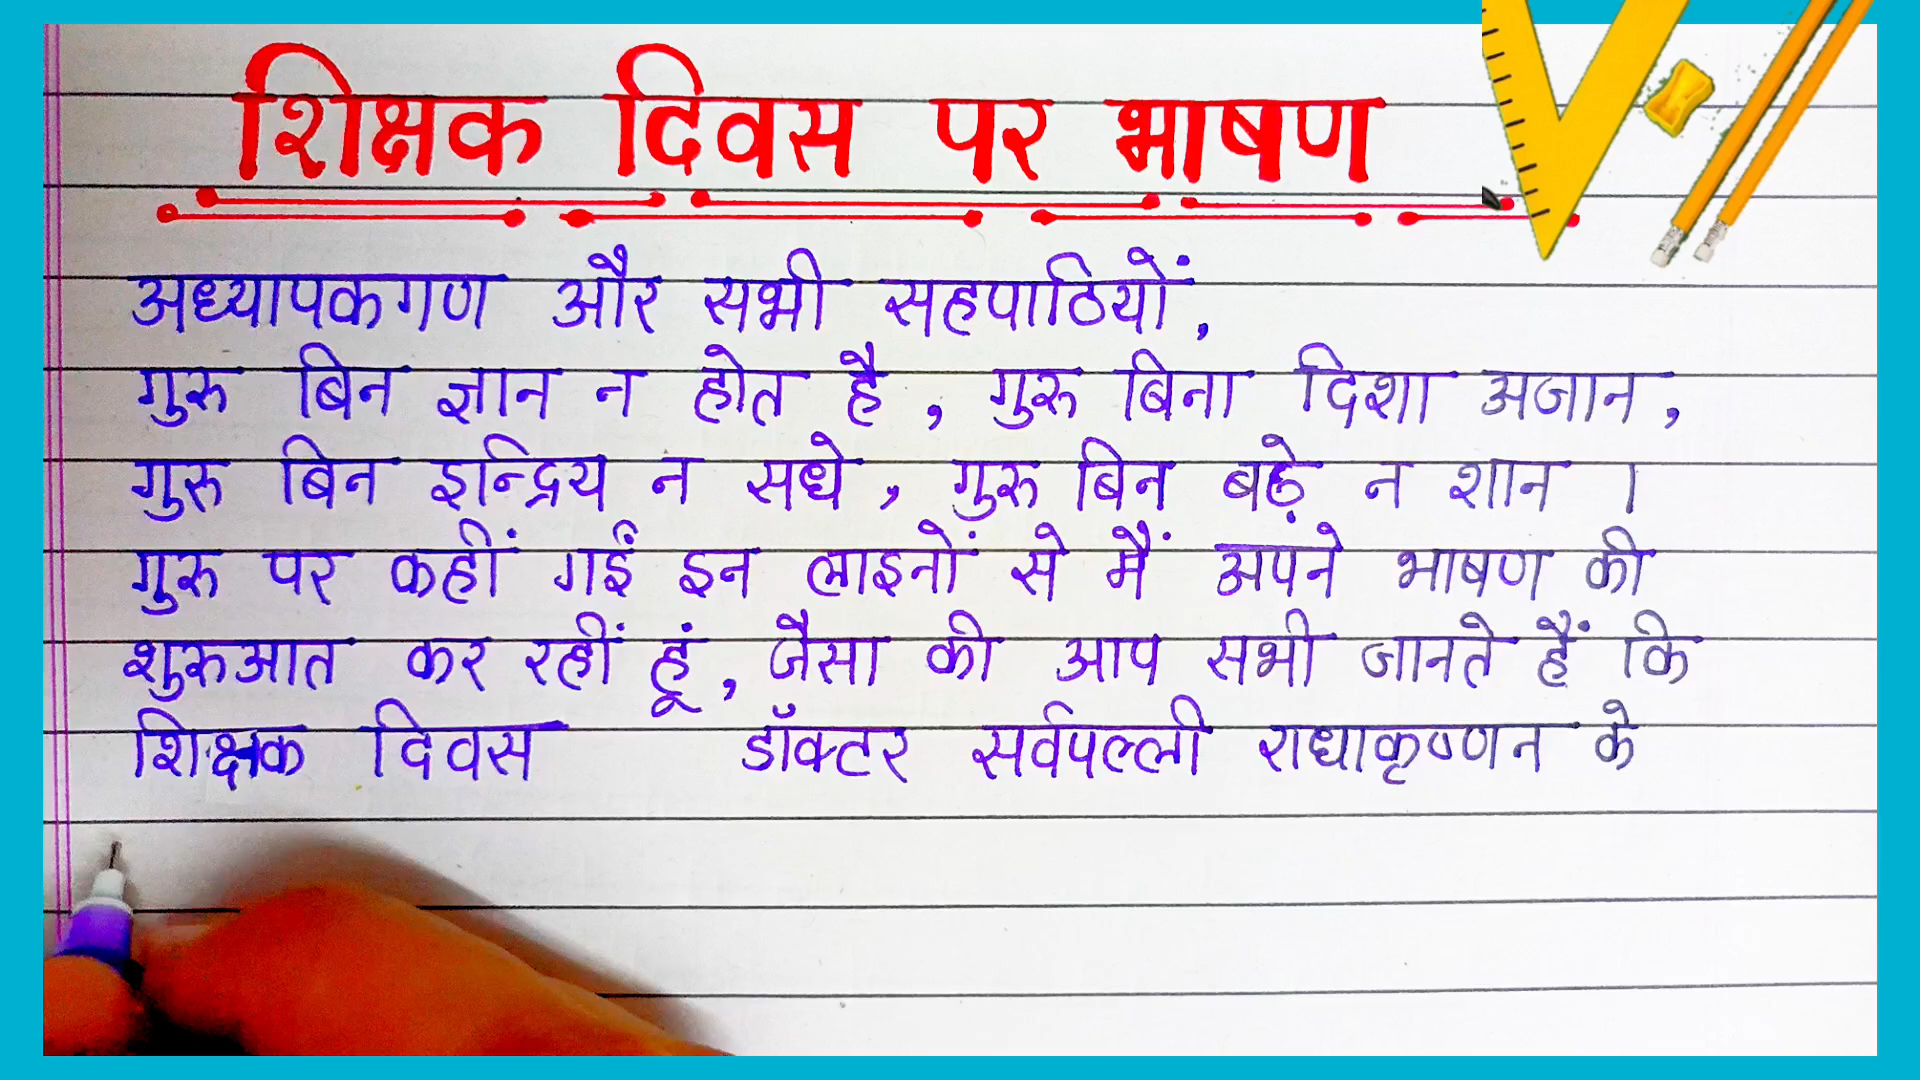 शिक्षक दिवस पर भाषण
अध्यापकगण और सभी सहपाठियों,
गुरु बिन ज्ञान न होत है, गुरु बिना दिशा अजान,
गुरु बिन इन्द्रिय न सधे, गुरु बिन बढ़े न शान ।
गुरु पर कहीं गईं इन लाइनों से मैं अपने भाषण की
शुरुआत कर रहीं हूं, जैसा की आप सभी जानते हैं कि
शिक्षक दिवस डॉक्टर सर्वपल्ली राधाकृष्णन के